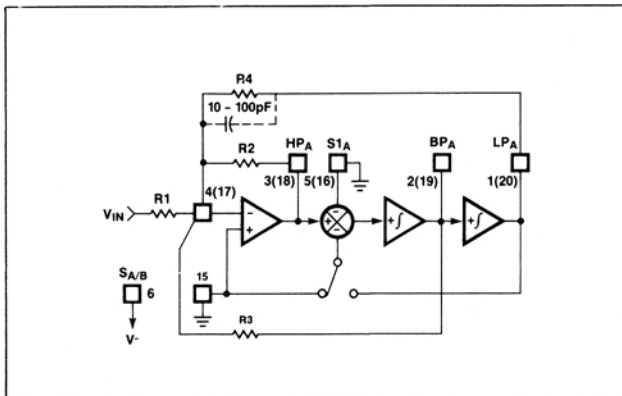 R4
10 – 100pF
HPA S1A BPA LPA
R2
3(18) 5(16) 2(19) 1(20)
R1 4(17)
VIN
–
+
+ – –
+∫
+∫
SA/B
6
15
V-
R3